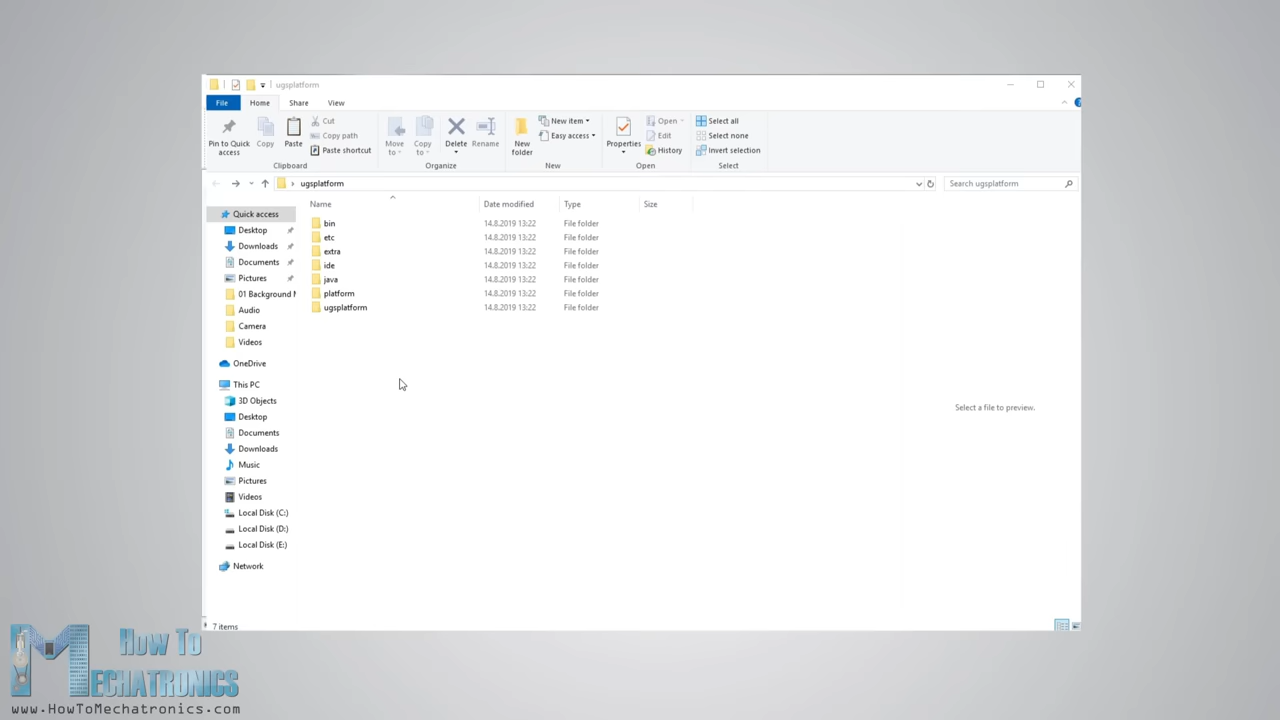 ugsplatform
File Home Share View
Pin to Quick access
Copy
Paste
Cut
Copy path
Paste shortcut
Clipboard
Move to
Copy to
Delete
Rename
Organize
New folder
New item
Easy access
New
Properties
Open
Edit
History
Open
Select all
Select none
Invert selection
Select
ugsplatform
Search ugsplatform
Name Date modified Type Size
bin 14.8.2019 13:22 File folder
etc 14.8.2019 13:22 File folder
extra 14.8.2019 13:22 File folder
ide 14.8.2019 13:22 File folder
java 14.8.2019 13:22 File folder
platform 14.8.2019 13:22 File folder
ugsplatform 14.8.2019 13:22 File folder
Quick access
Desktop
Downloads
Documents
Pictures
01 Background
Audio
Camera
Videos
OneDrive
This PC
3D Objects
Desktop
Documents
Downloads
Music
Pictures
Videos
Local Disk (C:)
Local Disk (D:)
Local Disk (E:)
Network
Select a file to preview.
7 items
How To
MECHATRONICS
www.HowToMechatronics.com